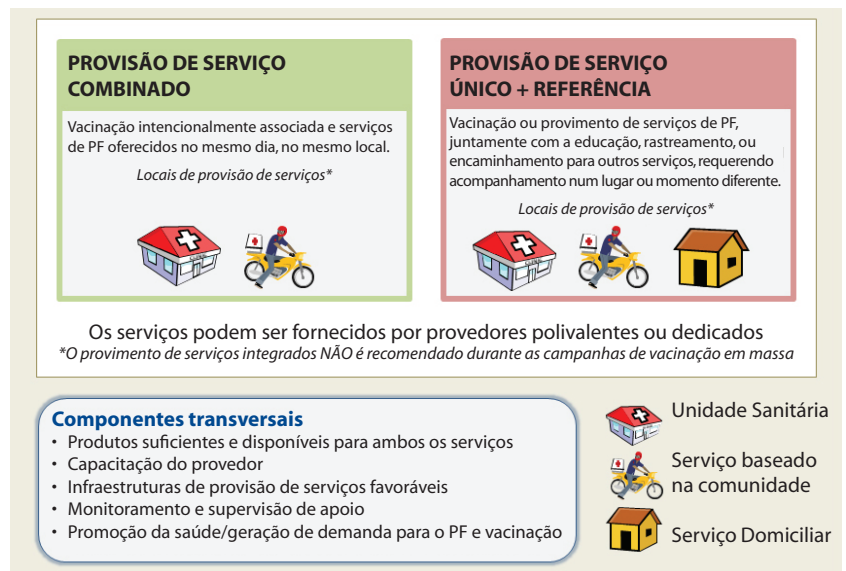 PROVISÃO DE SERVIÇO
COMBINADO
Vacinação intencionalmente associada e serviços
de PF oferecidos no mesmo dia, no mesmo local.
Locais de provisão de serviços*
PROVISÃO DE SERVIÇO
ÚNICO + REFERÊNCIA
Vacinação ou provimento de serviços de PF,
juntamente com a educação, rastreamento, ou
encaminhamento para outros serviços, requerendo
acompanhamento num lugar ou momento diferente.
Locais de provisão de serviços*
Os serviços podem ser fornecidos por provedores polivalentes ou dedicados
*O provimento de serviços integrados NÃO é recomendado durante as campanhas de vacinação em massa
Componentes transversais
• Produtos suficientes e disponíveis para ambos os serviços
• Capacitação do provedor
• Infraestruturas de provisão de serviços favoráveis
• Monitoramento e supervisão de apoio
• Promoção da saúde/geração de demanda para o PF e vacinação
Unidade Sanitária
Serviço baseado
na comunidade
Serviço Domiciliar